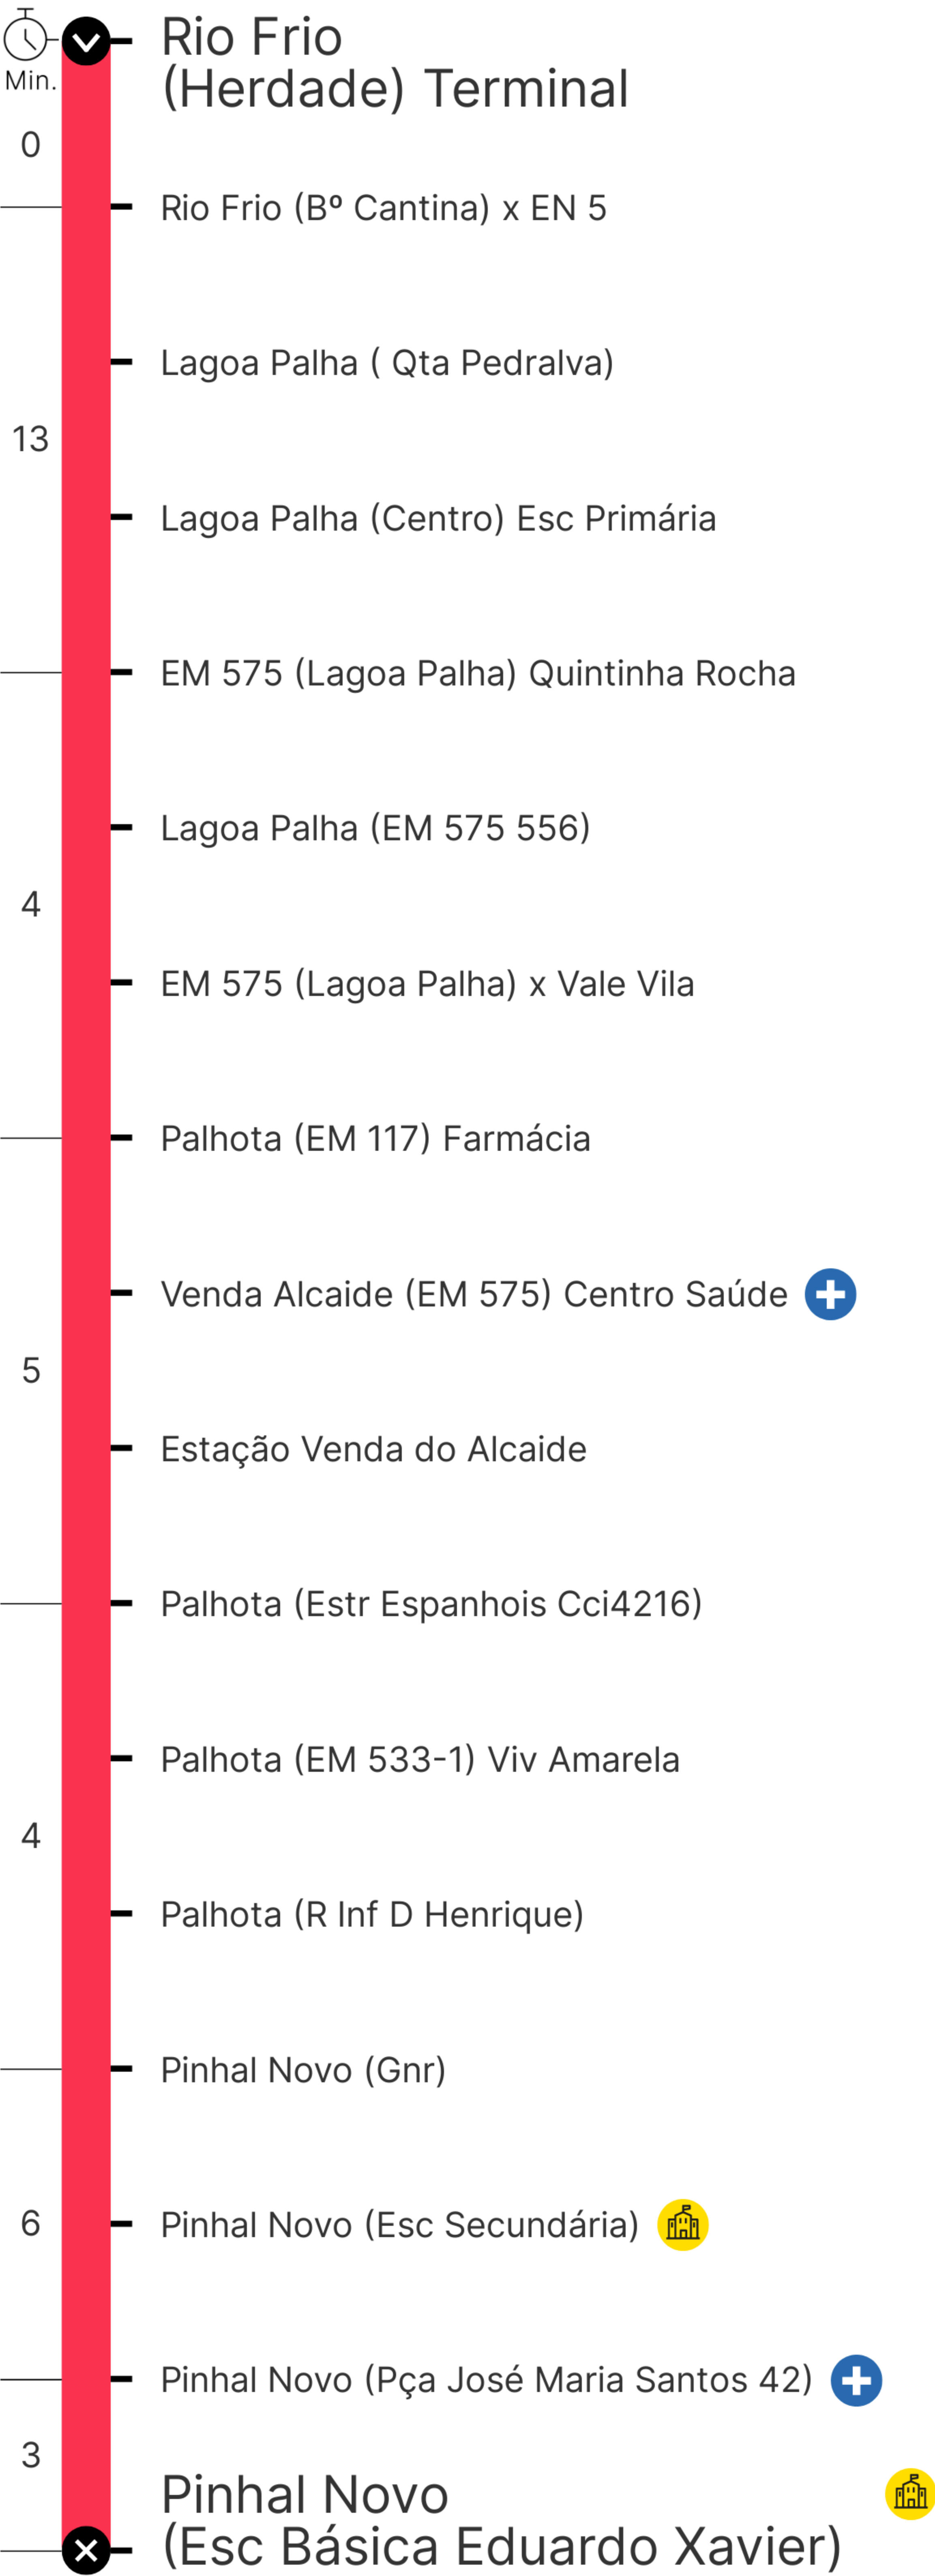 Rio Frio
(Herdade) Terminal
Min.
0
Rio Frio (Bº Cantina) x EN 5
Lagoa Palha ( Qta Pedralva)
13
Lagoa Palha (Centro) Esc Primária
EM 575 (Lagoa Palha) Quintinha Rocha
Lagoa Palha (EM 575 556)
4
EM 575 (Lagoa Palha) x Vale Vila
Palhota (EM 117) Farmácia
Venda Alcaide (EM 575) Centro Saúde
5
Estação Venda do Alcaide
Palhota (Estr Espanhois Cci4216)
Palhota (EM 533-1) Viv Amarela
4
Palhota (R Inf D Henrique)
Pinhal Novo (Gnr)
6
Pinhal Novo (Esc Secundária)
Pinhal Novo (Pça José Maria Santos 42)
3
Pinhal Novo
(Esc Básica Eduardo Xavier)